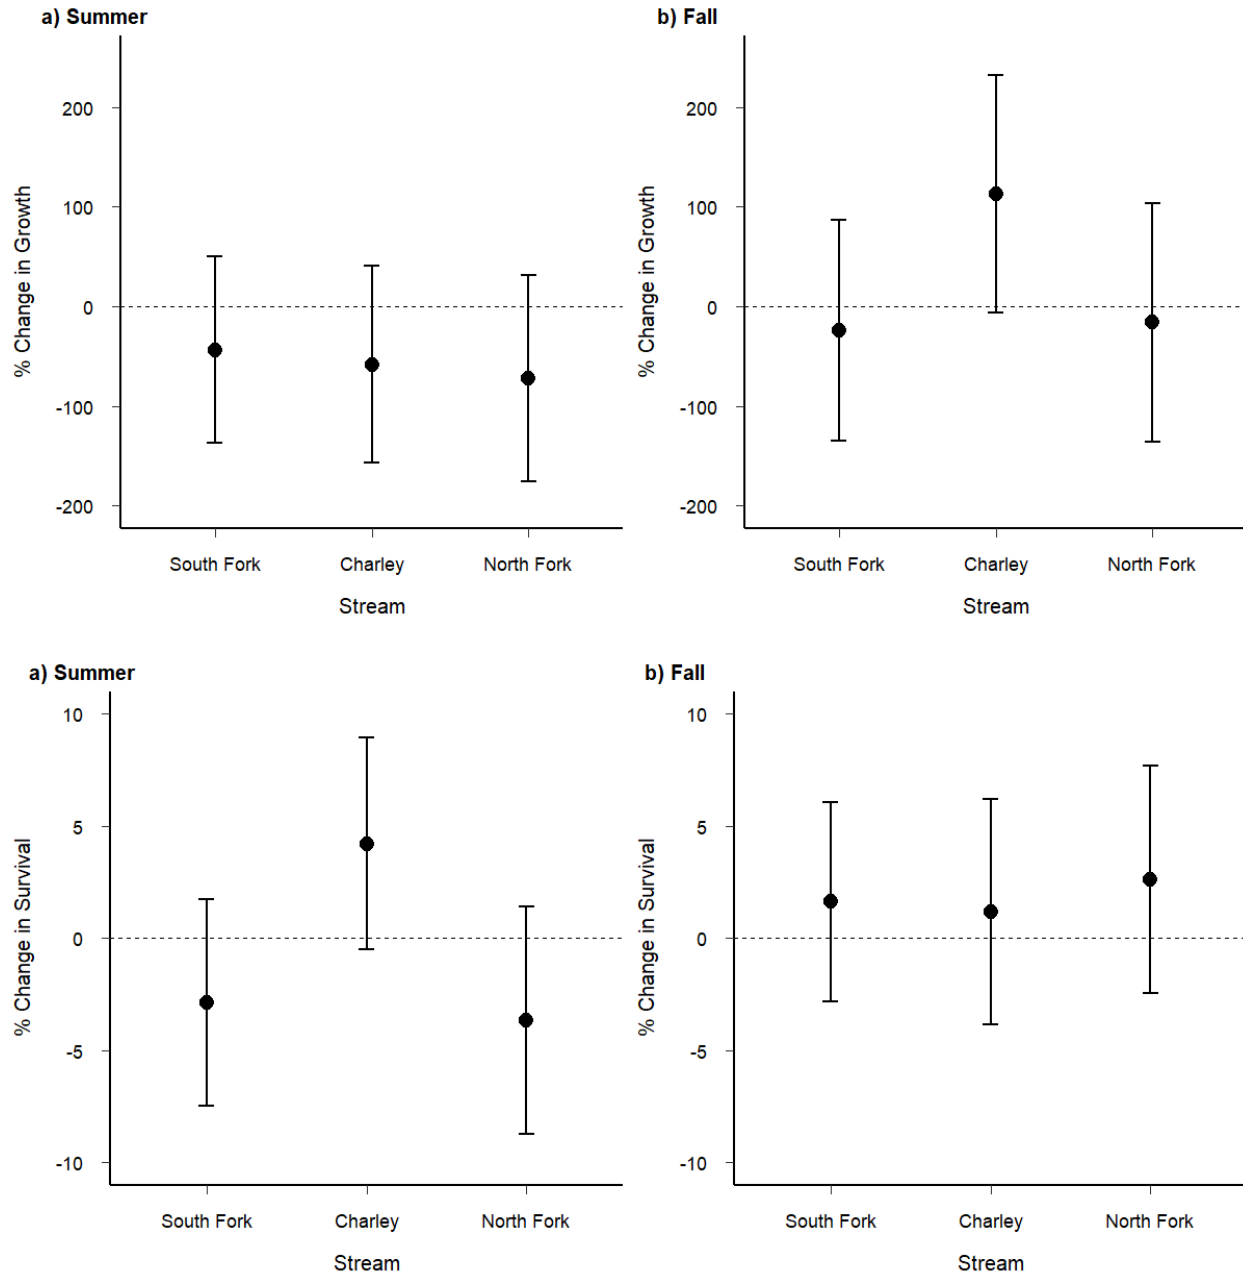 a) Summer
% Change in Growth
200
100
0
-100
-200
South Fork Charley North Fork
Stream
b) Fall
% Change in Growth
200
100
0
-100
-200
South Fork Charley North Fork
Stream
a) Summer
% Change in Survival
10
5
0
-5
-10
South Fork Charley North Fork
Stream
b) Fall
% Change in Survival
10
5
0
-5
-10
South Fork Charley North Fork
Stream